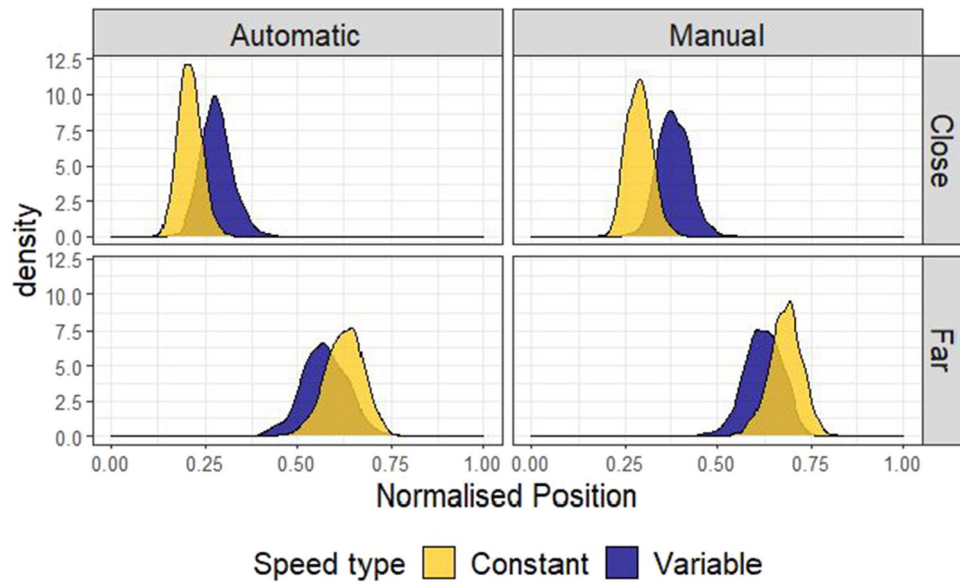 Automatic Manual
12.5
10.0
7.5
5.0
2.5
0.0
Close
12.5
10.0
7.5
5.0
2.5
0.0
Far
density
0.00 0.25 0.50 0.75 1.00 0.00 0.25 0.50 0.75 1.00
Normalised Position
Speed type Constant Variable